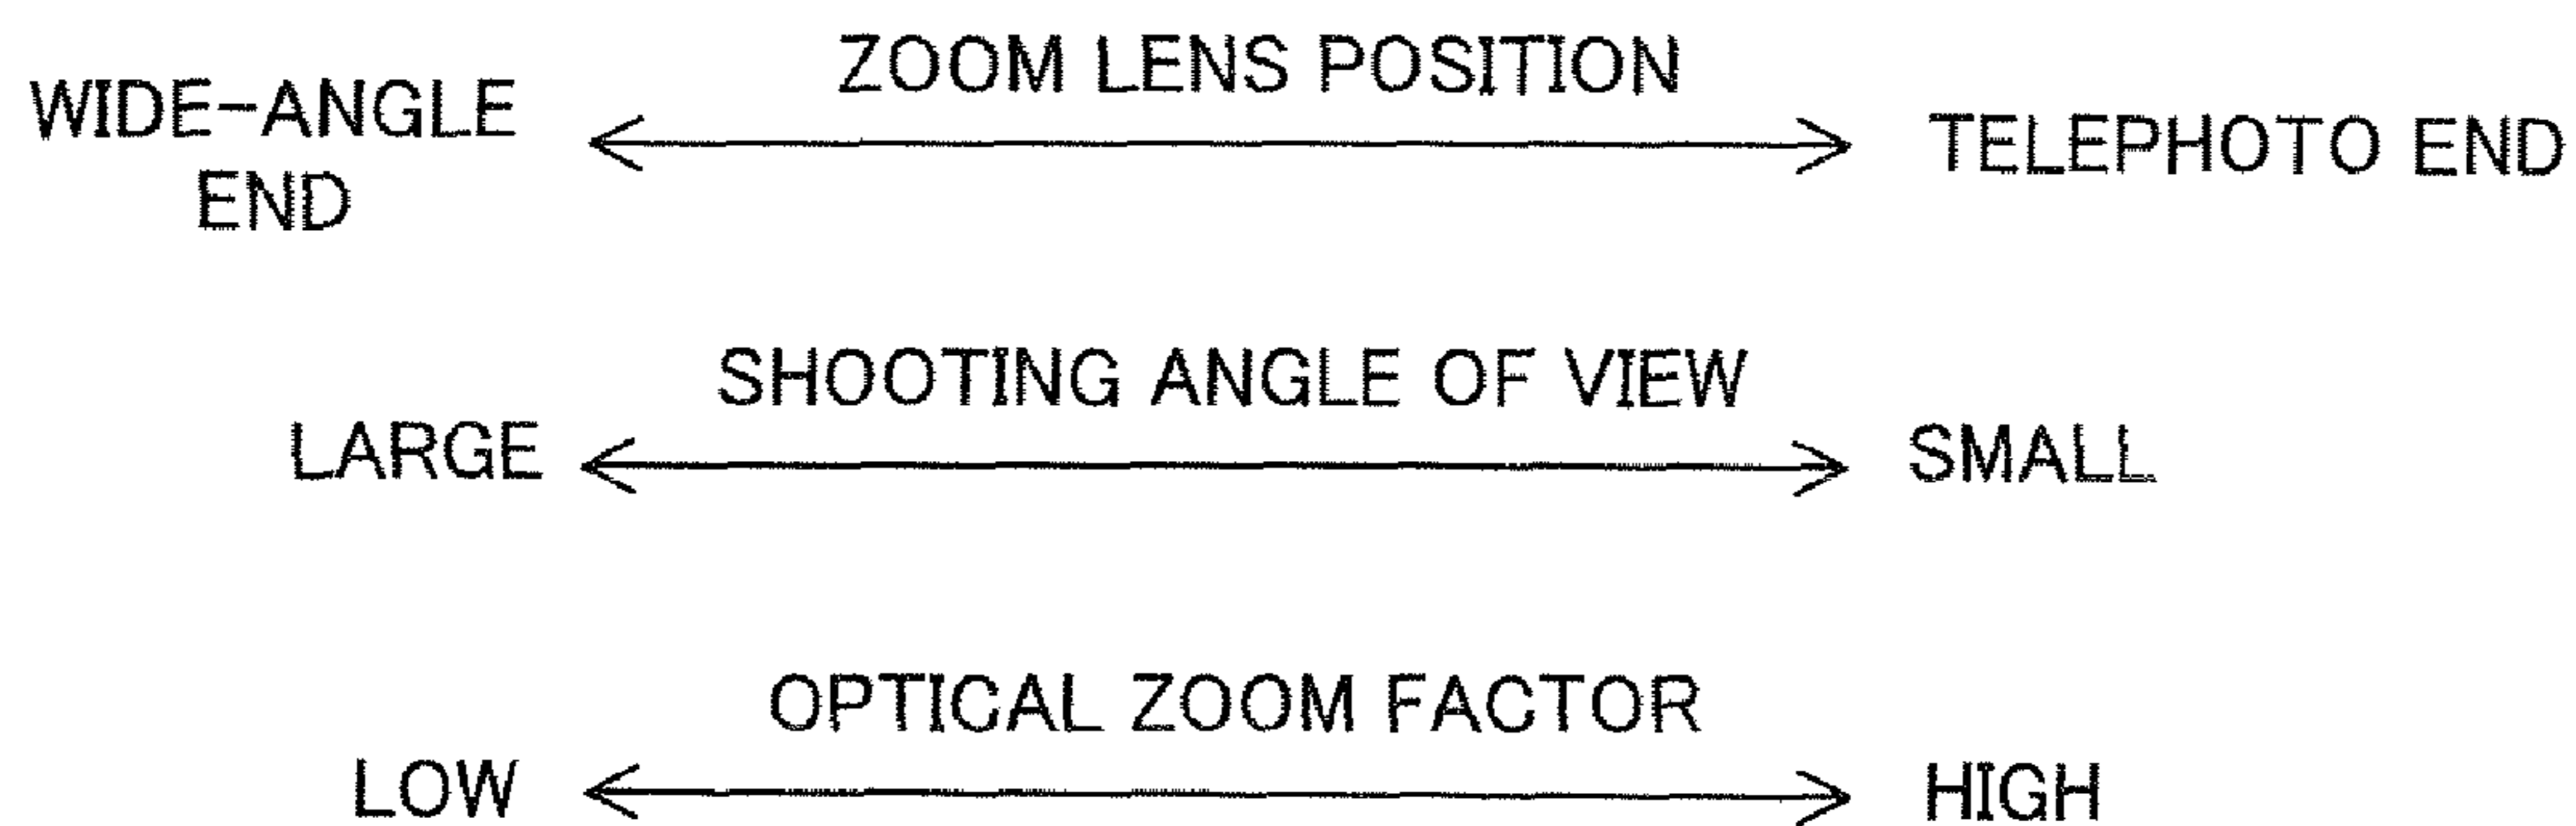 ZOOM LENS POSITION
WIDE-ANGLE
END
TELEPHOTO END
SHOOTING ANGLE OF VIEW
LARGE
SMALL
OPTICAL ZOOM FACTOR
LOW
HIGH